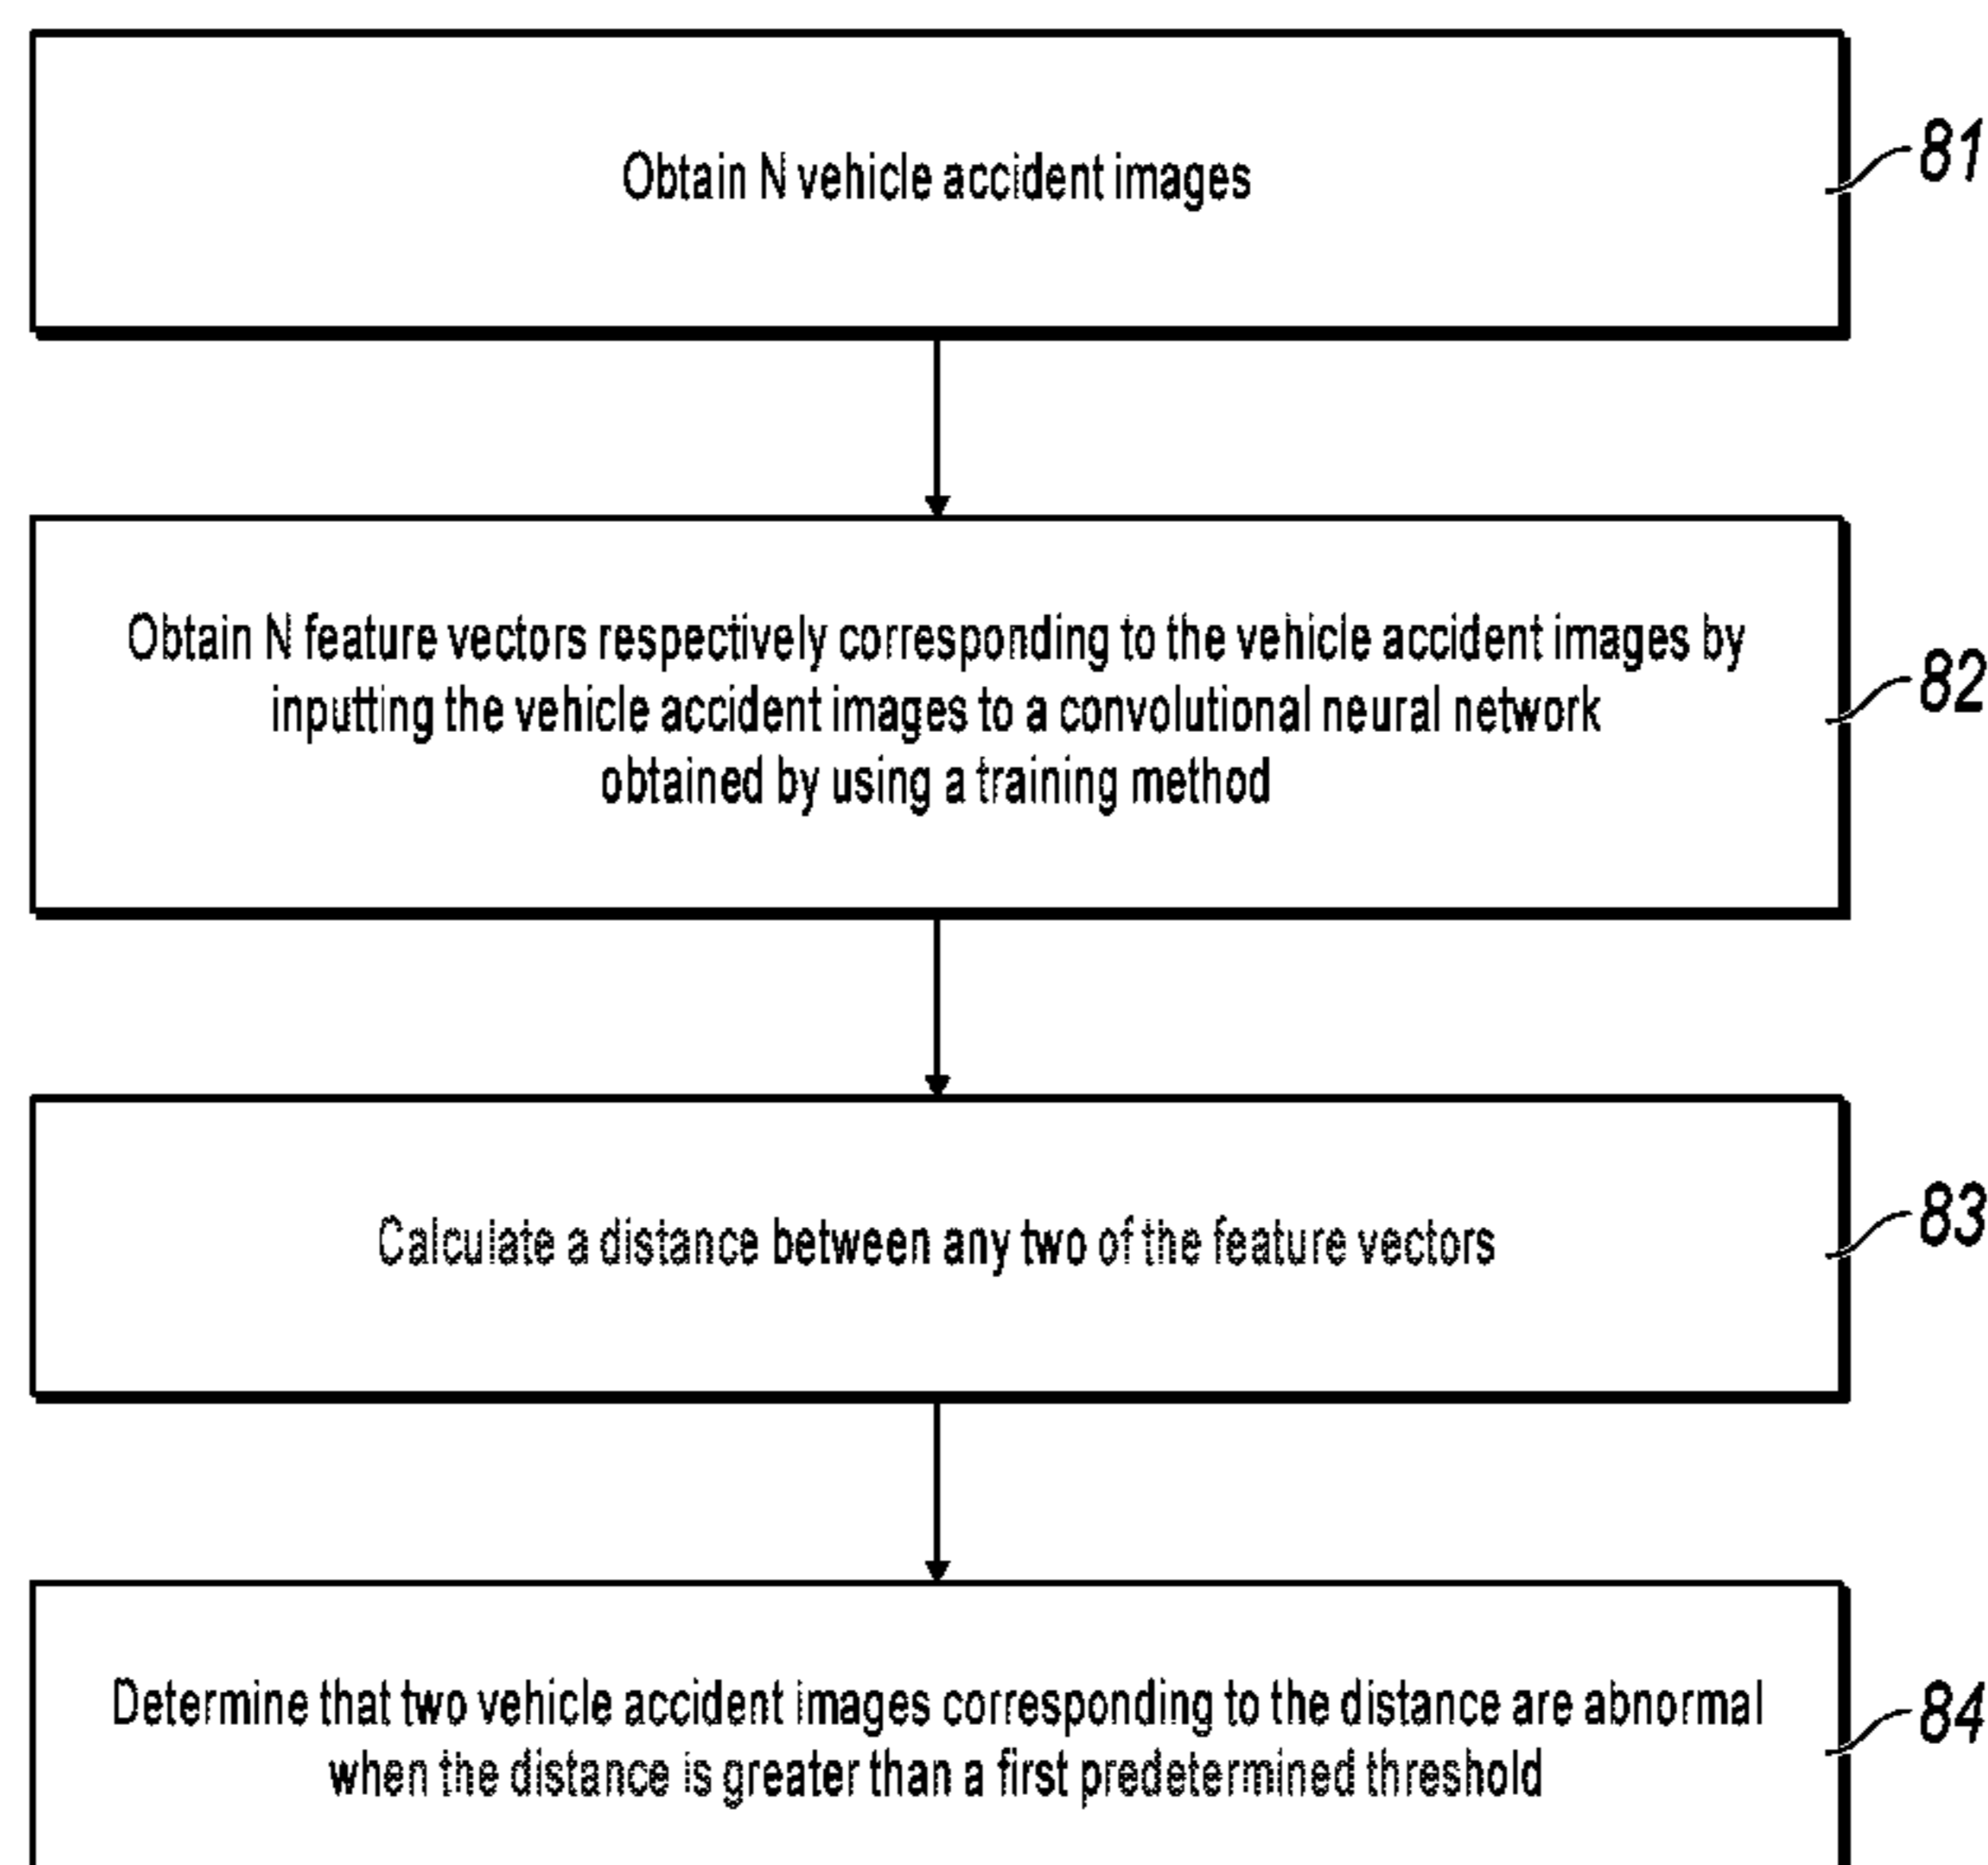 Obtain N vehicle accident images
81
Obtain N feature vectors respectively corresponding to the vehicle accident images by
inputting the vehicle accident images to a convolutional neural network
obtained by using a training method
82
Calculate a distance between any two of the feature vectors
83
Determine that two vehicle accident images corresponding to the distance are abnormal
when the distance is greater than a first predetermined threshold
84